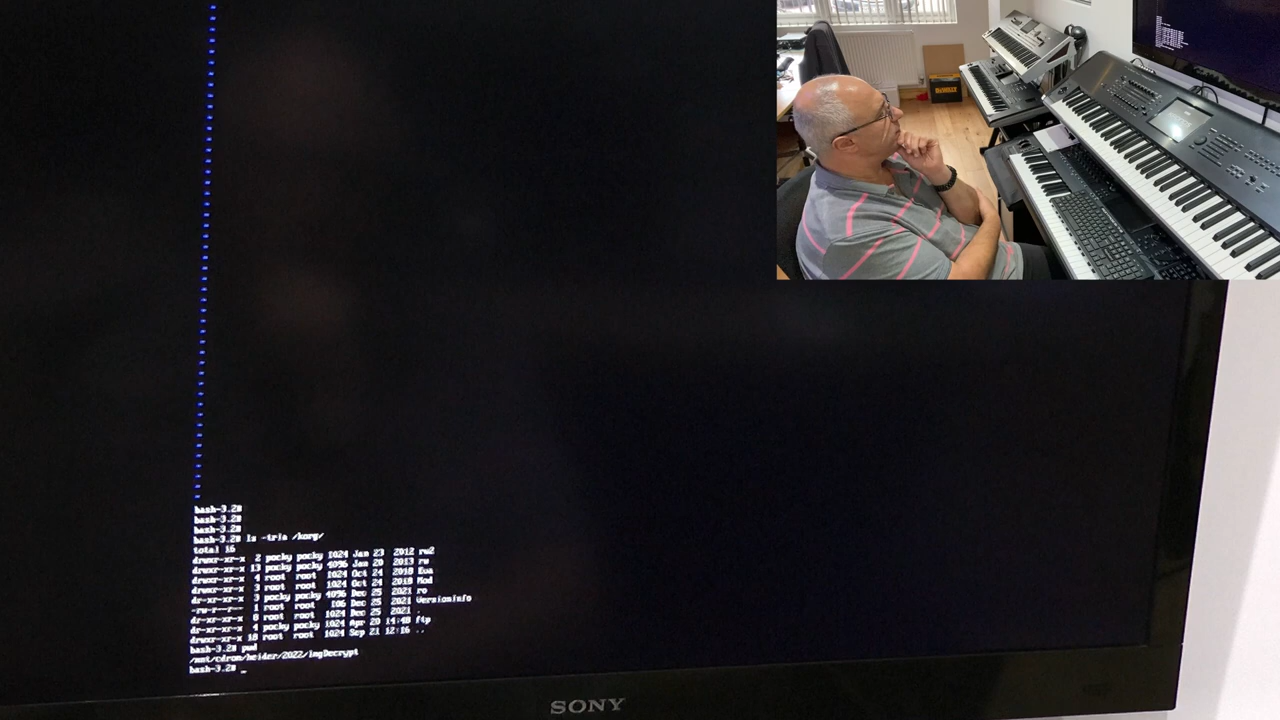 DEWALT
bash-3.2#
bash-3.2#
bash-3.2#
bash-3.2# ls -trla /korg/
total 16
drwxr-xr-x 2 pocky pocky 1024 Jan 23 2012 rw2
drwxr-xr-x 13 pocky pocky 4096 Jan 20 2013 rw
drwxr-xr-x 4 root root 1024 Oct 24 2018 Eva
drwxr-xr-x 3 root root 1024 Oct 24 2018 Mod
dr-xr-xr-x 3 pocky pocky 4096 Dec 25 2021 ro
-rw-r--r-- 1 root root 106 Dec 25 2021 VersionInfo
dr-xr-xr-x 8 root root 1024 Dec 25 2021 .
dr-xr-xr-x 4 pocky pocky 1024 Apr 20 14:48 ftp
drwxr-xr-x 18 root root 1024 Sep 21 12:16 ..
bash-3.2# pwd
/mnt/cdrom/heider/2022/imgDecrypt
bash-3.2# _
SONY